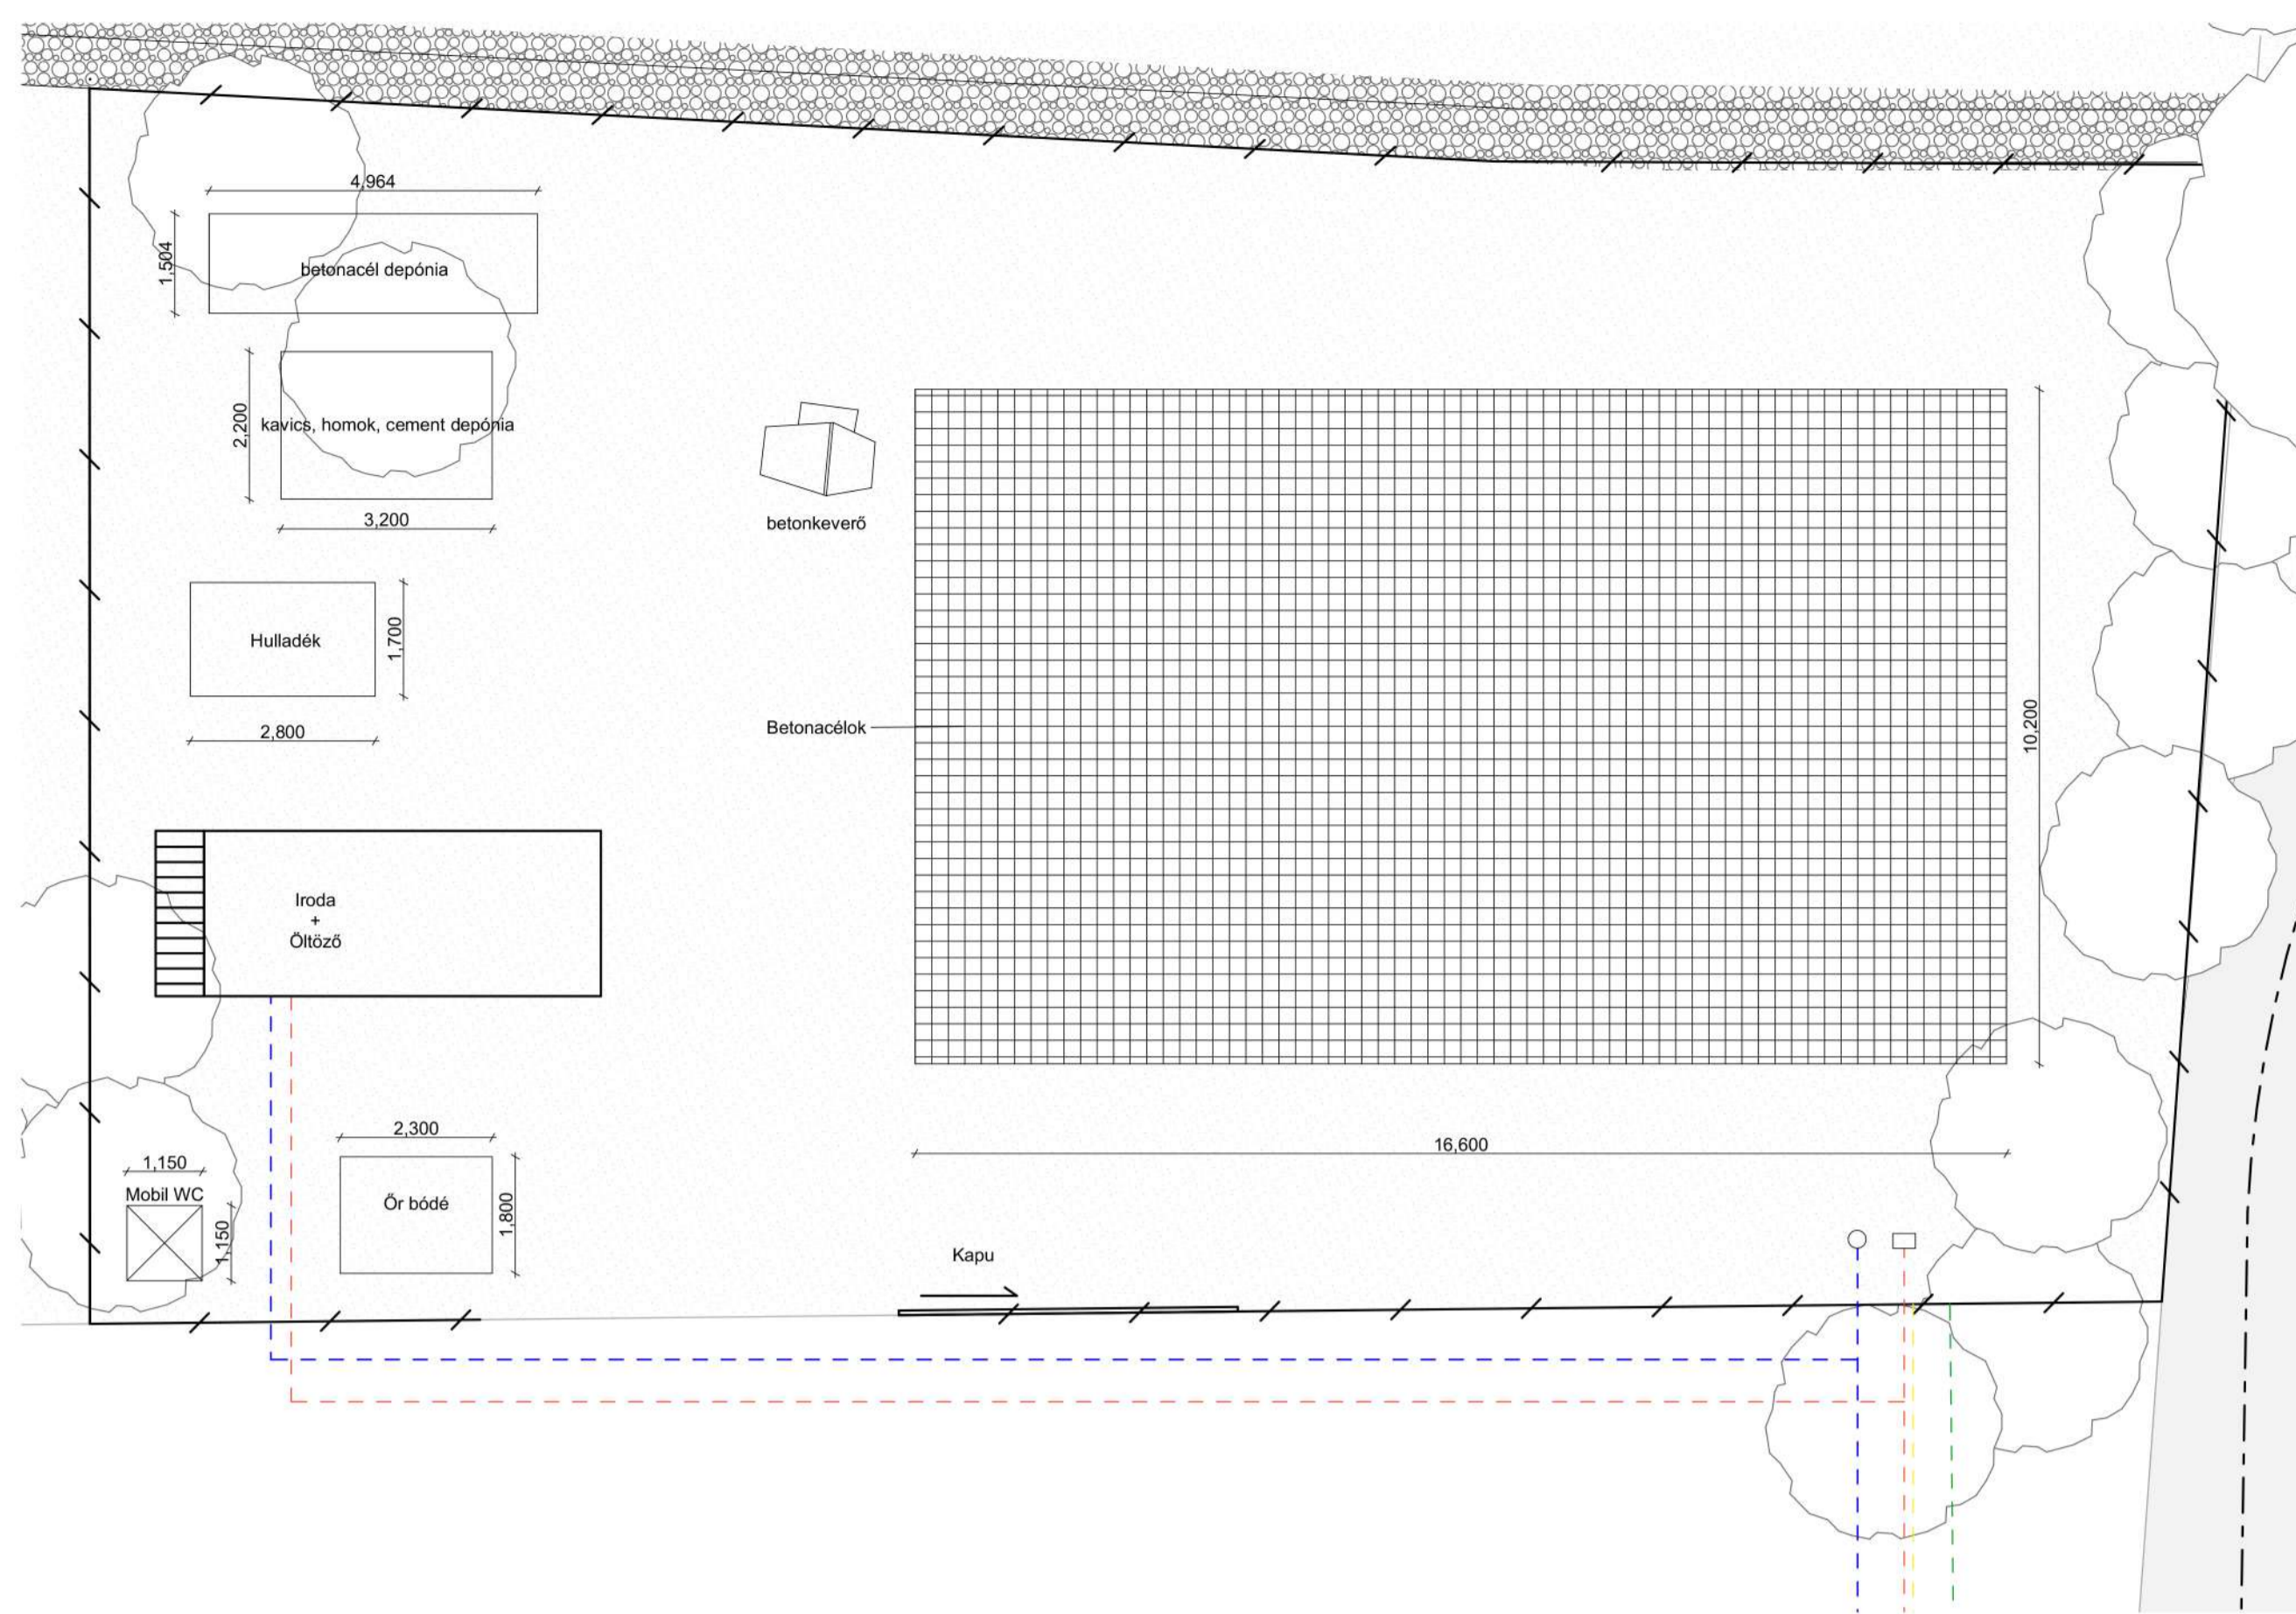 4,964
1,504
betonacél depónia
2,200
kavics, homok, cement depónia
3,200
betonkeverő
Hulladék
1,700
2,800
Betonacélok
10,200
Iroda
+
Öltöző
2,300
16,600
1,150
Mobil WC
Őr bódé
1,800
1,150
Kapu